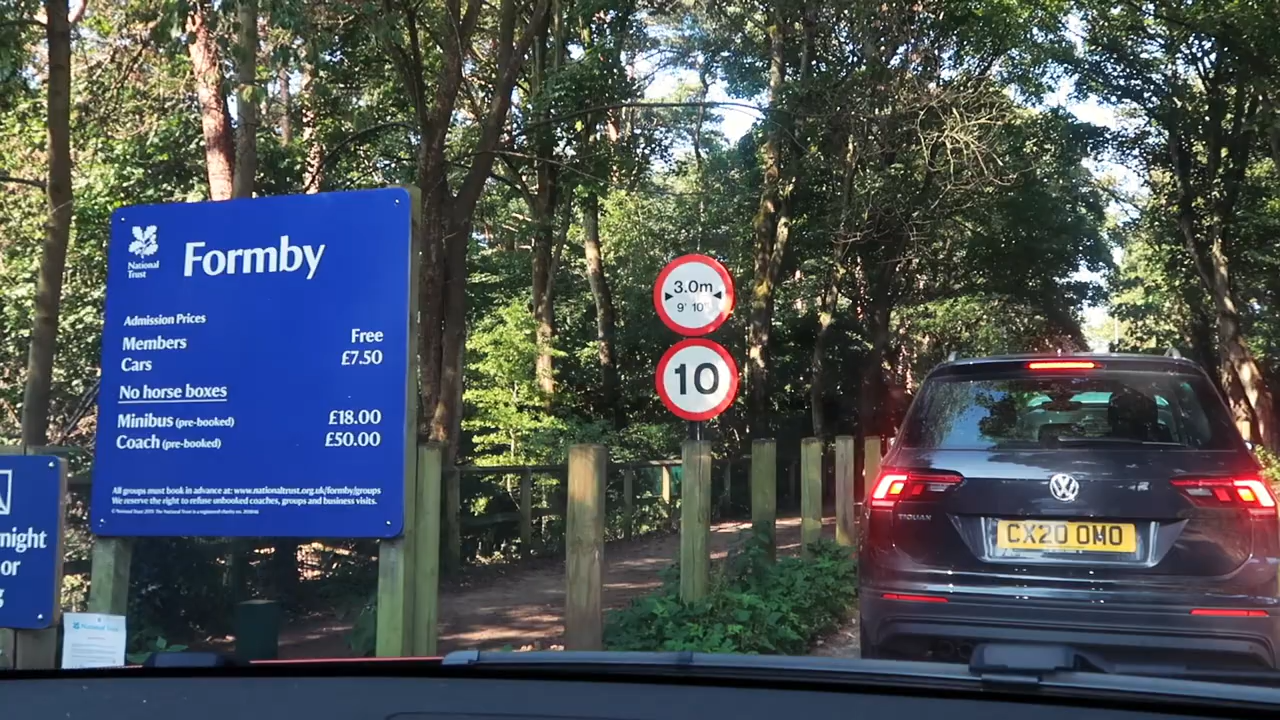 National
Trust
Formby
Admission Prices
Members Free
Cars £7.50
No horse boxes
Minibus (pre-booked) £18.00
Coach (pre-booked) £50.00
All groups must book in advance at: www.nationaltrust.org.uk/formby/groups
We reserve the right to refuse unbooked coaches, groups and business visits.
night
or
g
National Trust
3.0m
9' 10"
10
TIGUAN
CX20 OMO